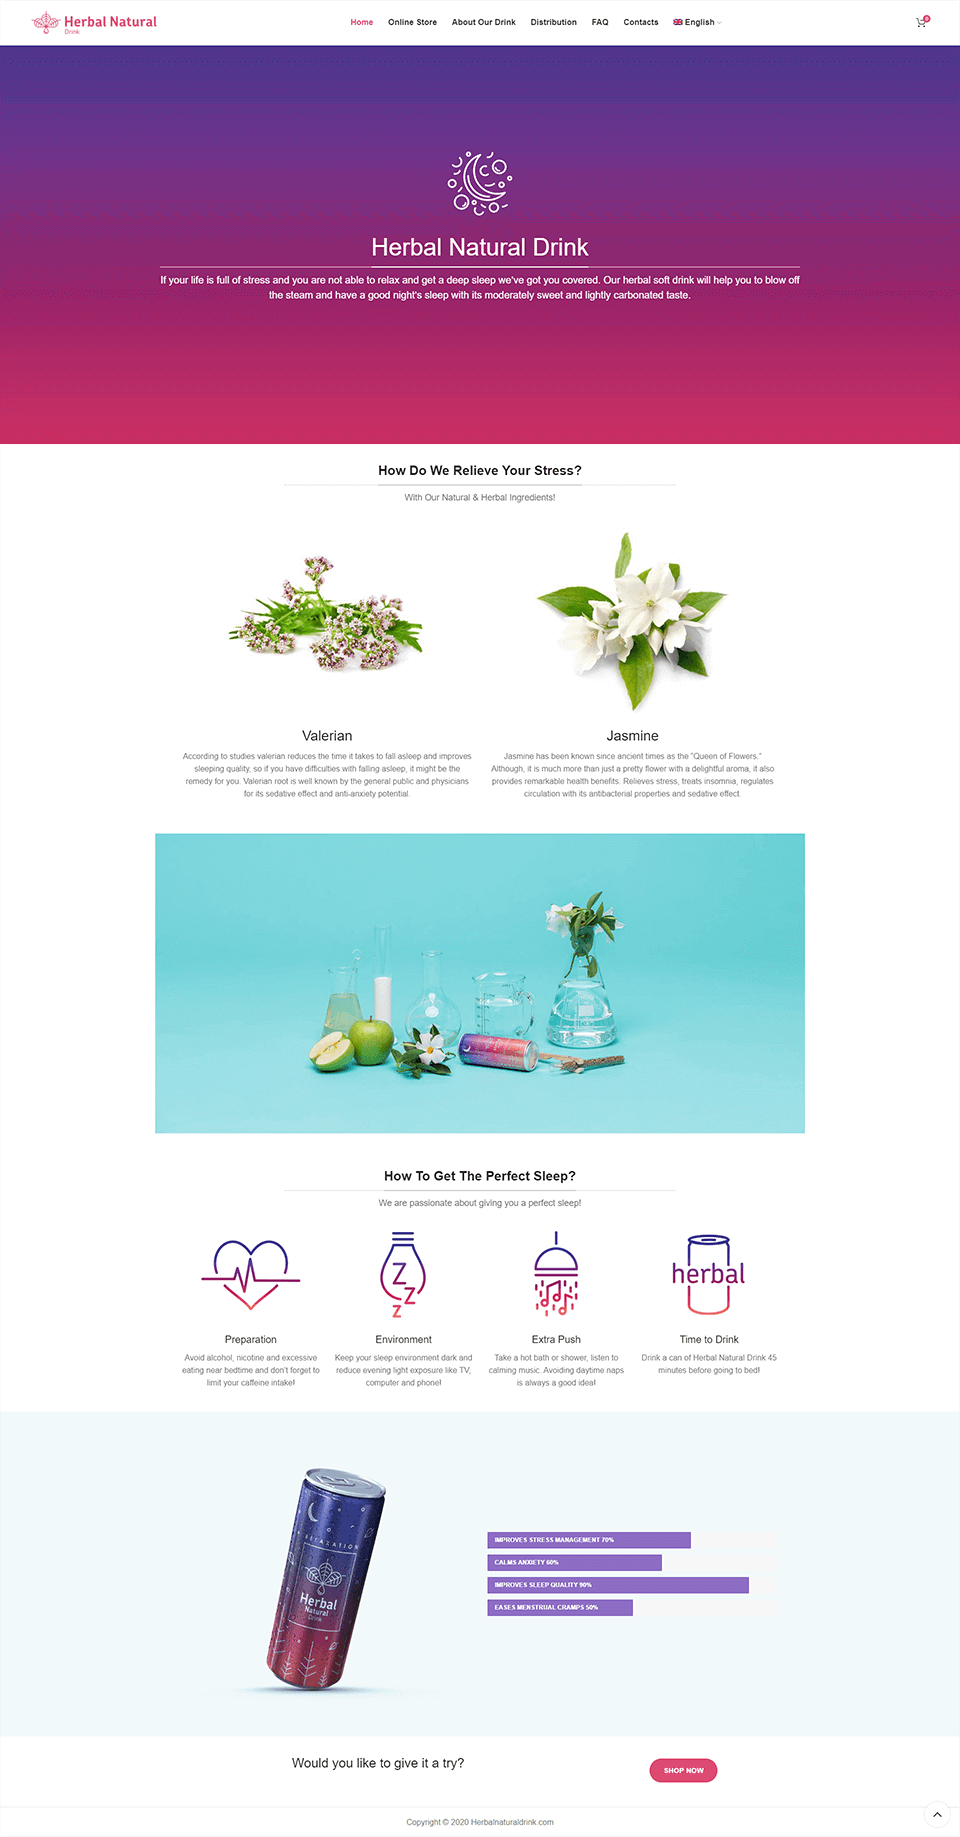 Herbal Natural
Drink
Home Online Store About Our Drink Distribution FAQ Contacts English
0
Herbal Natural Drink
If your life is full of stress and you are not able to relax and get a deep sleep we've got you covered. Our herbal soft drink will help you to blow off
the steam and have a good night's sleep with its moderately sweet and lightly carbonated taste.
How Do We Relieve Your Stress?
With Our Natural & Herbal Ingredients!
Valerian
According to studies valerian reduces the time it takes to fall asleep and improves
sleeping quality, so if you have difficulties with falling asleep, it might be the
remedy for you. Valerian root is well known by the general public and physicians
for its sedative effect and anti-anxiety potential.
Jasmine
Jasmine has been known since ancient times as the "Queen of Flowers."
Although, it is much more than just a pretty flower with a delightful aroma, it also
provides remarkable health benefits. Relieves stress, treats insomnia, regulates
circulation with its antibacterial properties and sedative effect.
How To Get The Perfect Sleep?
We are passionate about giving you a perfect sleep!
Z
Z
Z
herbal
Preparation
Avoid alcohol, nicotine and excessive
eating near bedtime and don't forget to
limit your caffeine intake!
Environment
Keep your sleep environment dark and
reduce evening light exposure like TV,
computer and phone!
Extra Push
Take a hot bath or shower, listen to
calming music. Avoiding daytime naps
is always a good idea!
Time to Drink
Drink a can of Herbal Natural Drink 45
minutes before going to bed!
RELAXATION
Herbal
Natural
Drink
IMPROVES STRESS MANAGEMENT 70%
CALMS ANXIETY 60%
IMPROVES SLEEP QUALITY 90%
EASES MENSTRUAL CRAMPS 50%
Would you like to give it a try?
SHOP NOW
Copyright © 2020 Herbalnaturaldrink.com